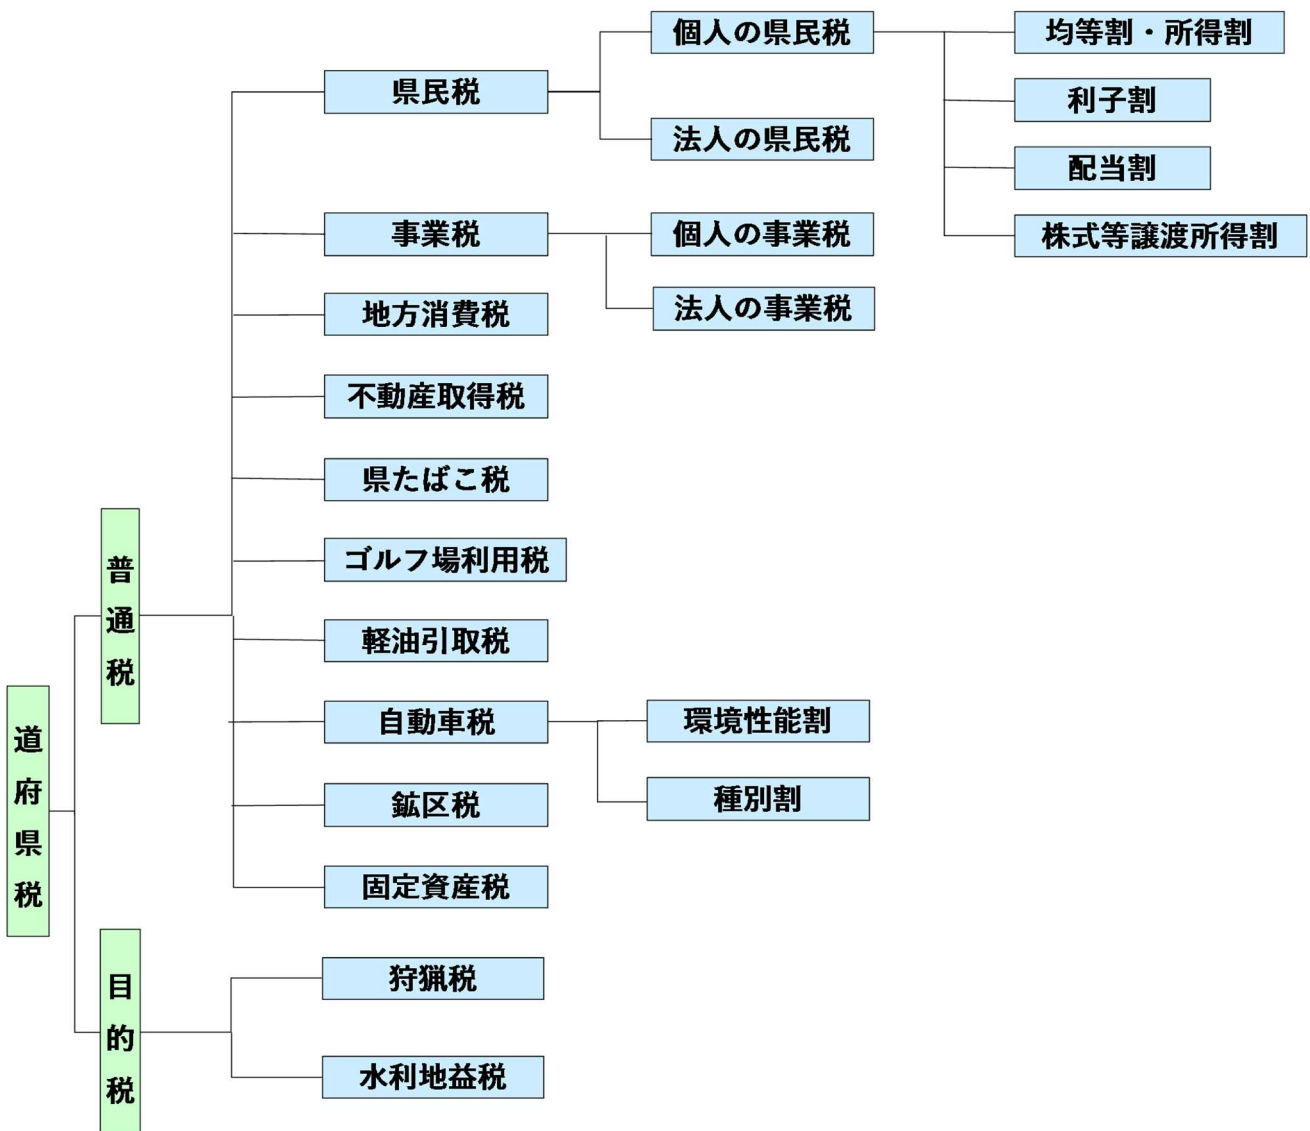 道府県税
普通税
県民税
個人の県民税
均等割・所得割
利子割
配当割
株式等譲渡所得割
法人の県民税
事業税
個人の事業税
法人の事業税
地方消費税
不動産取得税
県たばこ税
ゴルフ場利用税
軽油引取税
自動車税
環境性能割
種別割
鉱区税
固定資産税
目的税
狩猟税
水利地益税